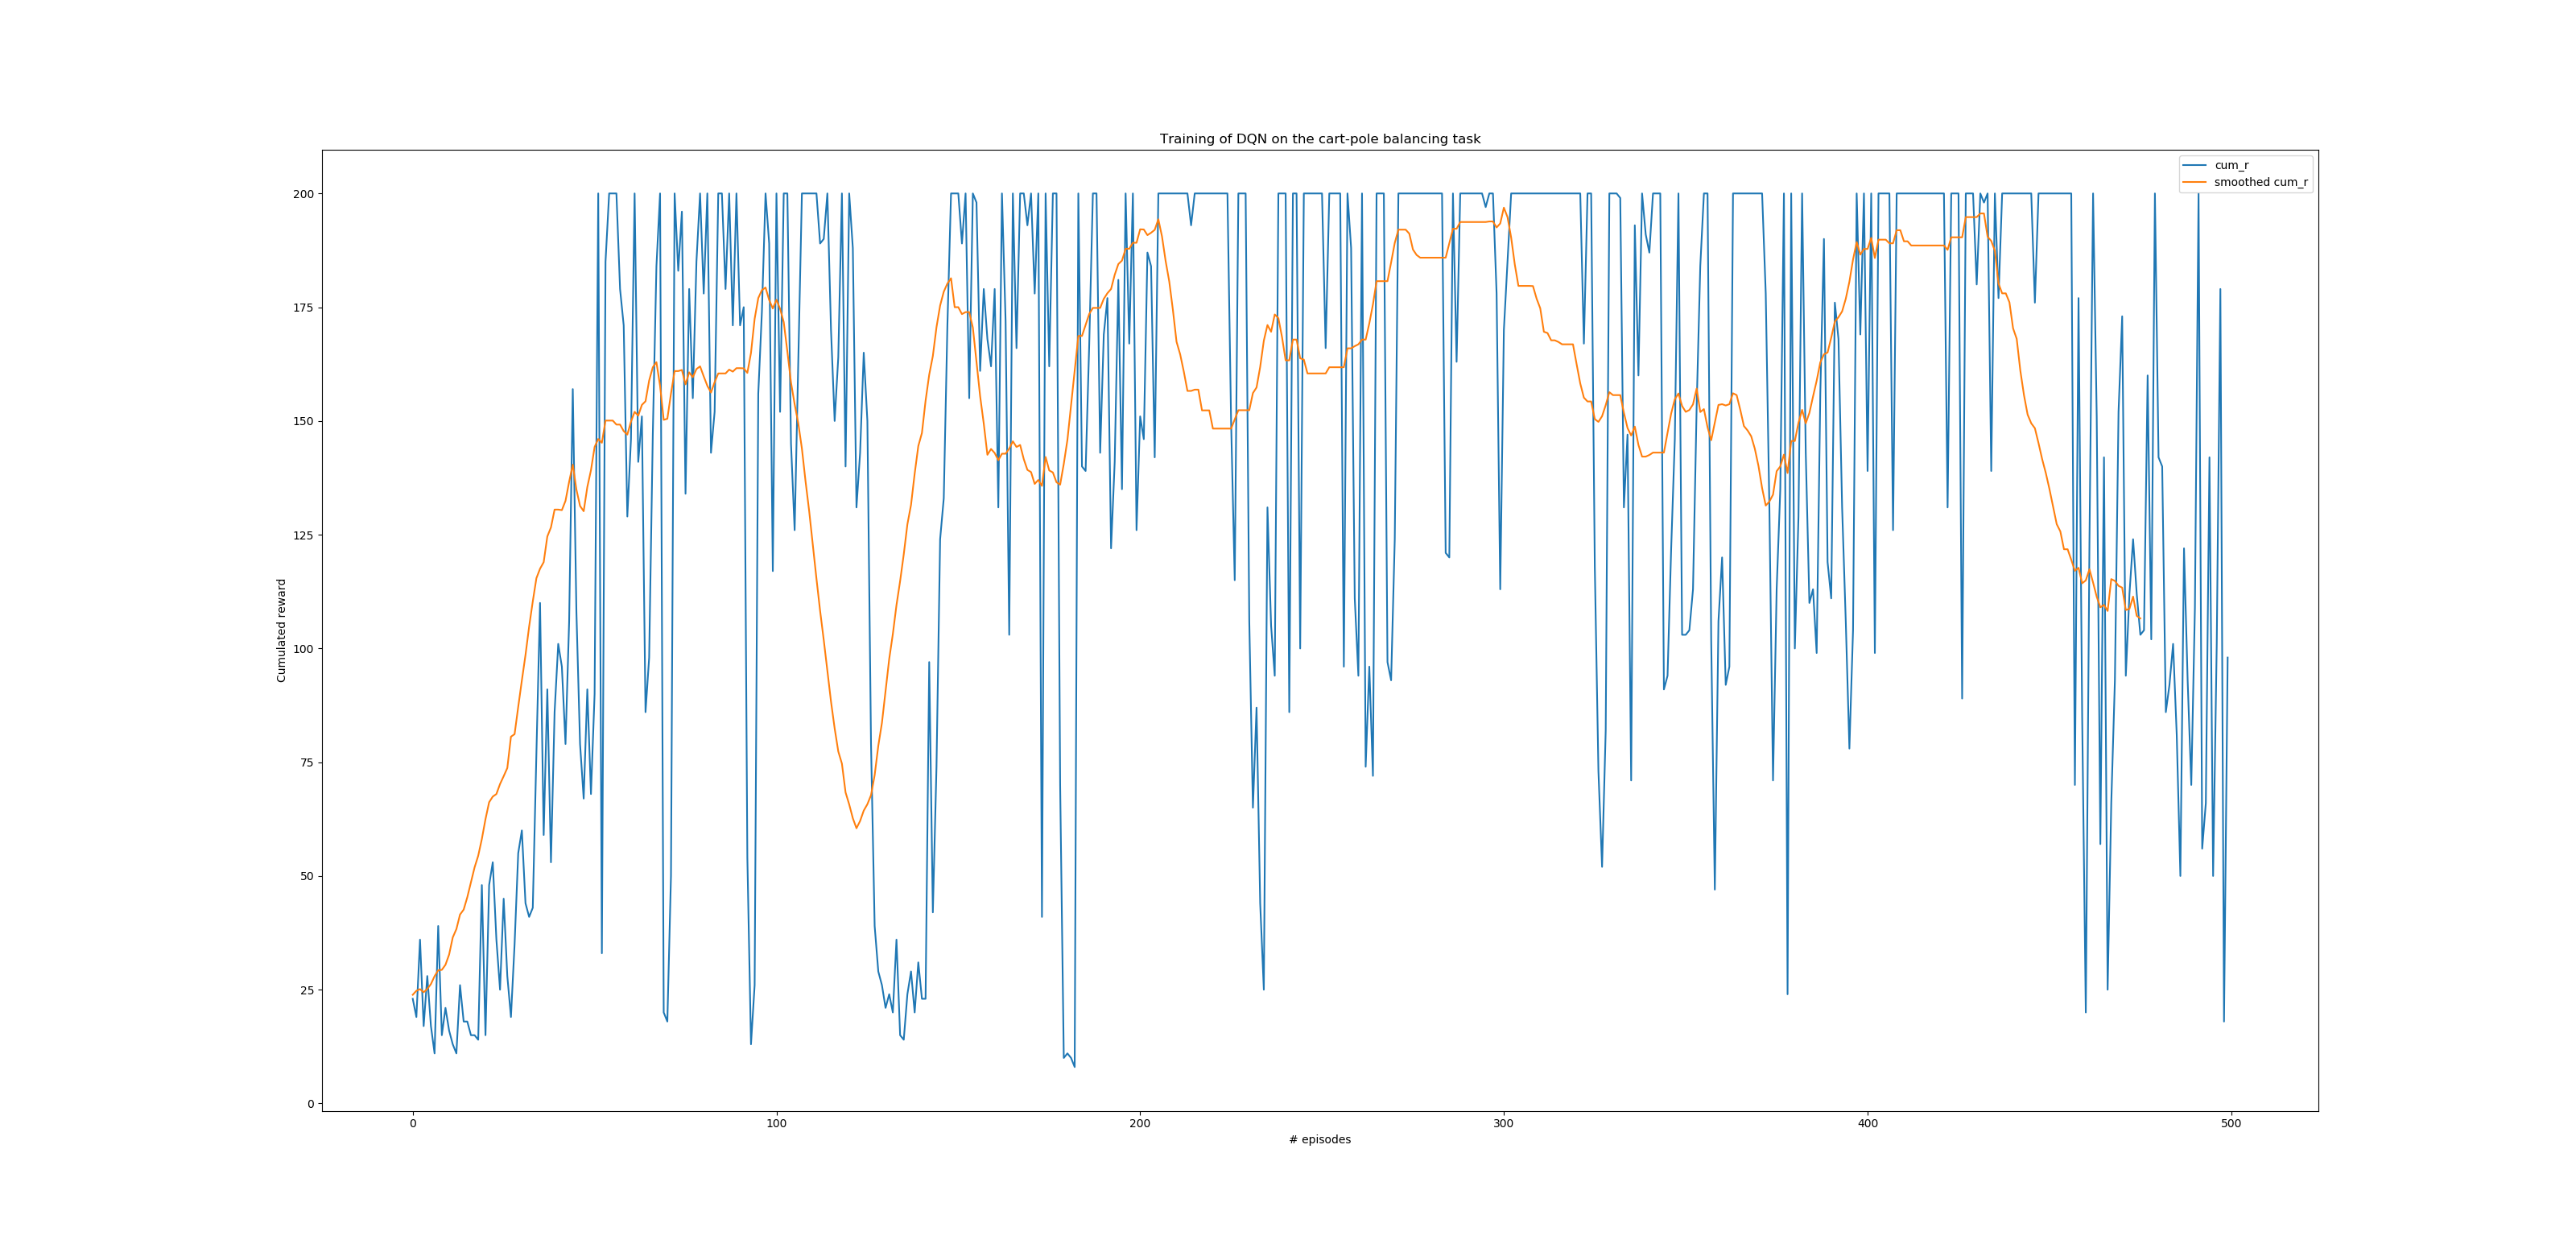 Training of DQN on the cart-pole balancing task
cum_r
smoothed cum_r
200
175
150
125
100
75
50
25
0
Cumulated reward
0 100 200 300 400 500
# episodes